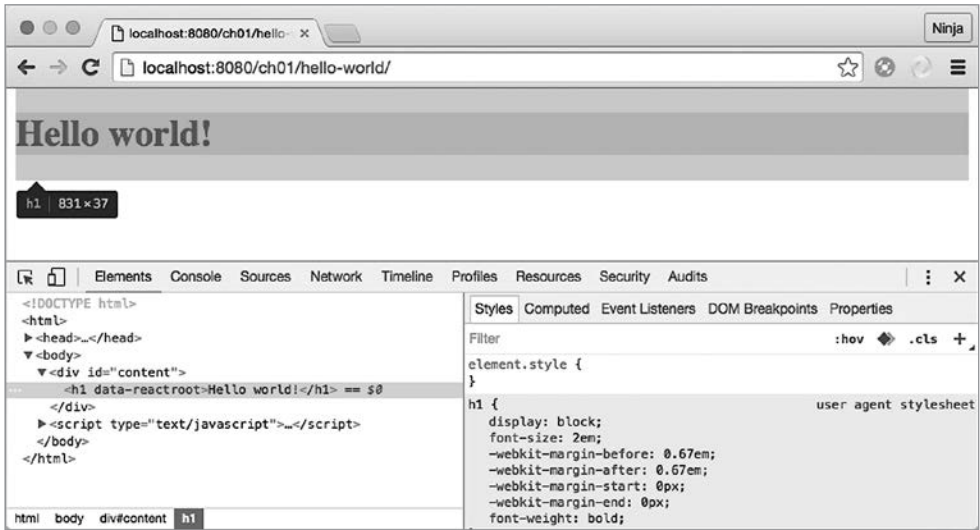 localhost:8080/ch01/hello-
Ninja
localhost:8080/ch01/hello-world/
Hello world!
h1 831×37
Elements Console Sources Network Timeline Profiles Resources Security Audits
<!DOCTYPE html>
<html>
▶<head>…</head>
▼<body>
▼<div id="content">
<h1 data-reactroot>Hello world!</h1> == $0
</div>
▶<script type="text/javascript">…</script>
</body>
</html>
html body div#content h1
Styles Computed Event Listeners DOM Breakpoints Properties
Filter :hov .cls +
element.style {
}
h1 { user agent stylesheet
display: block;
font-size: 2em;
-webkit-margin-before: 0.67em;
-webkit-margin-after: 0.67em;
-webkit-margin-start: 0px;
-webkit-margin-end: 0px;
font-weight: bold;